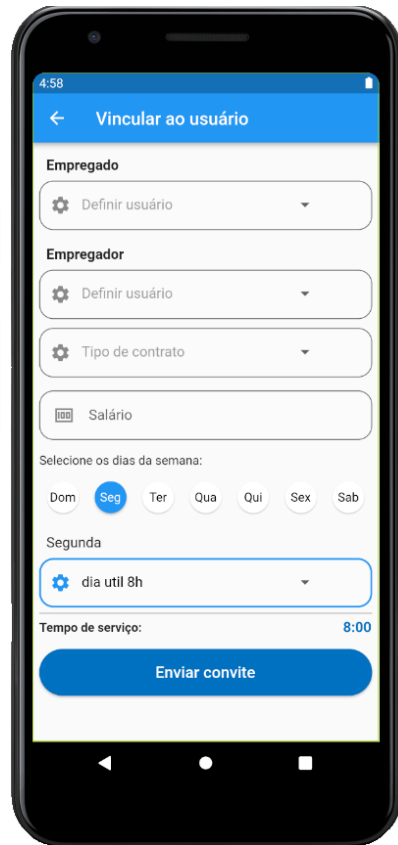 4:58
Vincular ao usuário
Empregado
Definir usuário
Empregador
Definir usuário
Tipo de contrato
100 Salário
Selecione os dias da semana:
Dom Seg Ter Qua Qui Sex Sab
Segunda
dia util 8h
Tempo de serviço: 8:00
Enviar convite